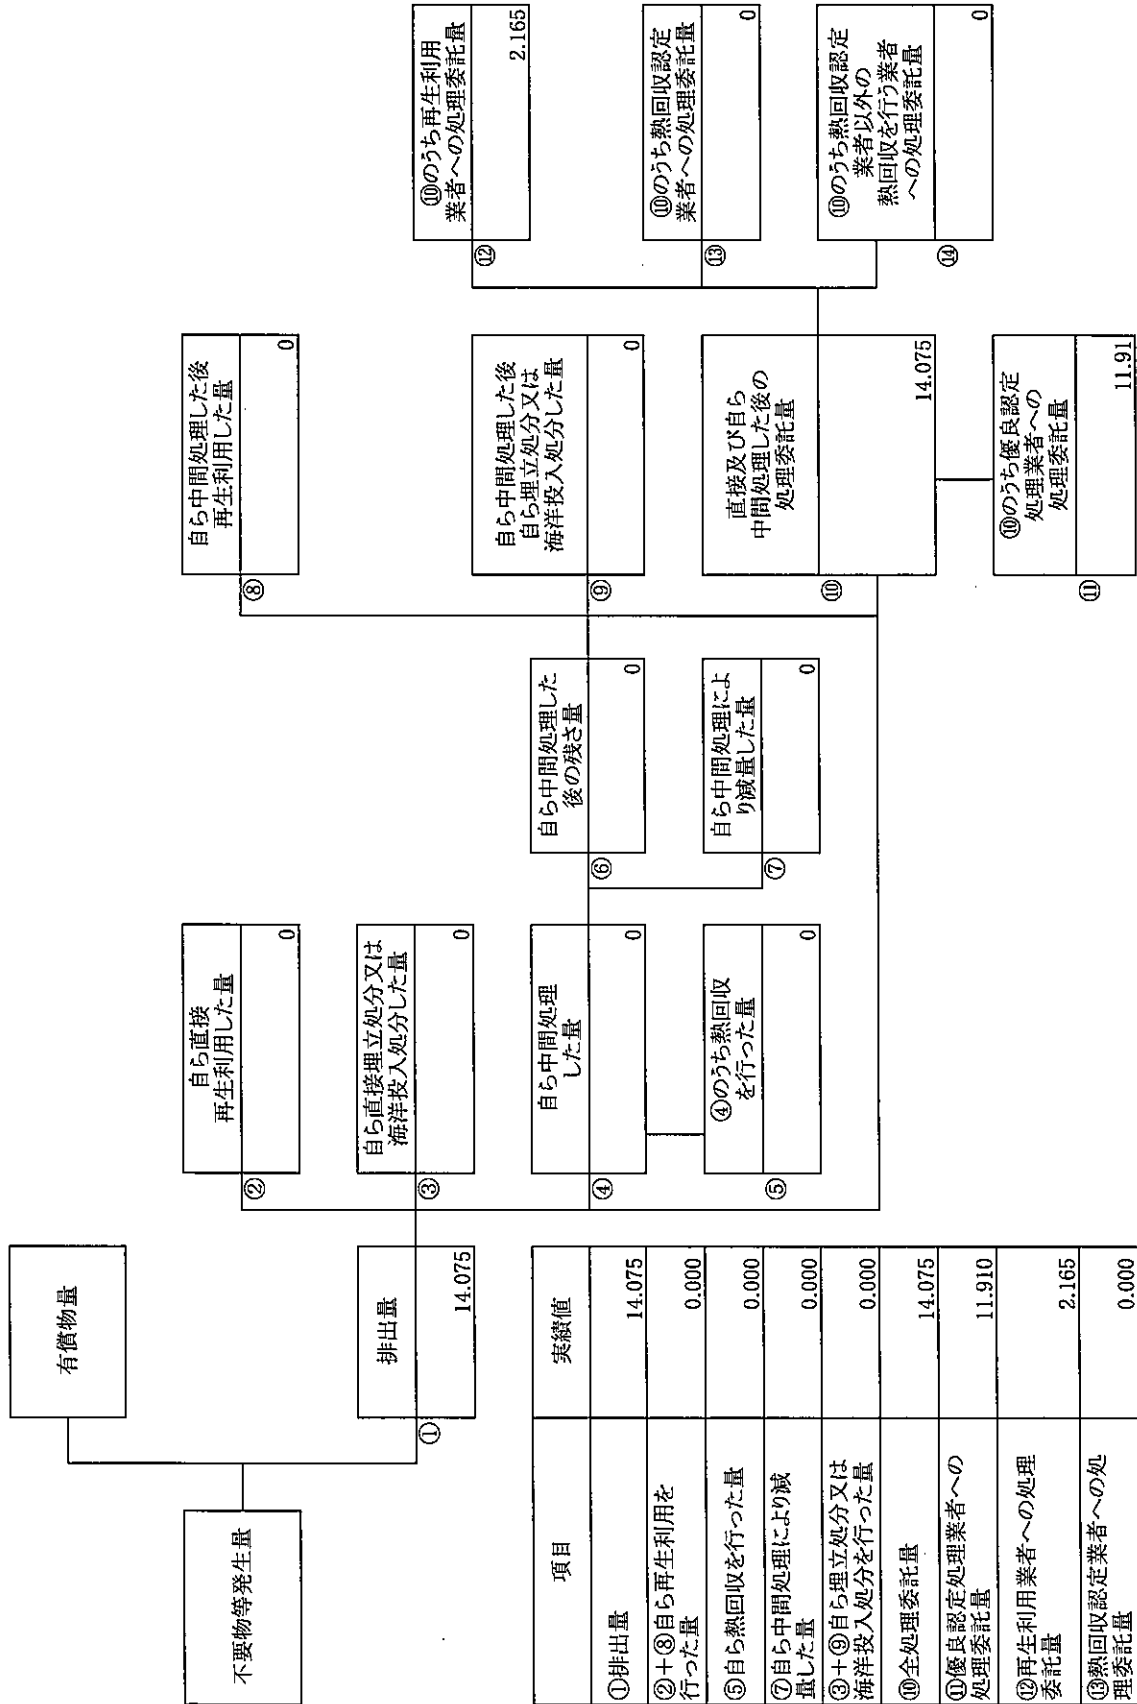 有償物量
不要物等発生量
①
排出量
14.075
②
自ら直接
再生利用した量
0
③
自ら直接埋立処分又は
海洋投入処分した量
0
④
自ら中間処理
した量
0
⑤
④のうち熱回収
を行った量
0
⑥
自ら中間処理した
後の残さ量
0
⑦
自ら中間処理によ
り減量した量
0
⑧
自ら中間処理した後
再生利用した量
0
⑨
自ら中間処理した後
自ら埋立処分又は
海洋投入処分した量
0
⑩
直接及び自ら
中間処理した後の
処理委託量
14.075
⑪
⑩のうち優良認定
処理業者への
処理委託量
11.91
⑫
⑩のうち再生利用
業者への処理委託量
2.165
⑬
⑩のうち熱回収認定
業者への処理委託量
0
⑭
⑩のうち熱回収認定
業者以外の
熱回収を行う業者
への処理委託量
0
項目 実績値
①排出量 14.075
②+⑧自ら再生利用を
行った量 0.000
⑤自ら熱回収を行った量 0.000
⑦自ら中間処理により減
量した量 0.000
③+⑨自ら埋立処分又は
海洋投入処分を行った量 0.000
⑩全処理委託量 14.075
⑪優良認定処理業者への
処理委託量 11.910
⑫再生利用業者への処理
委託量 2.165
⑬熱回収認定業者への処
理委託量 0.000